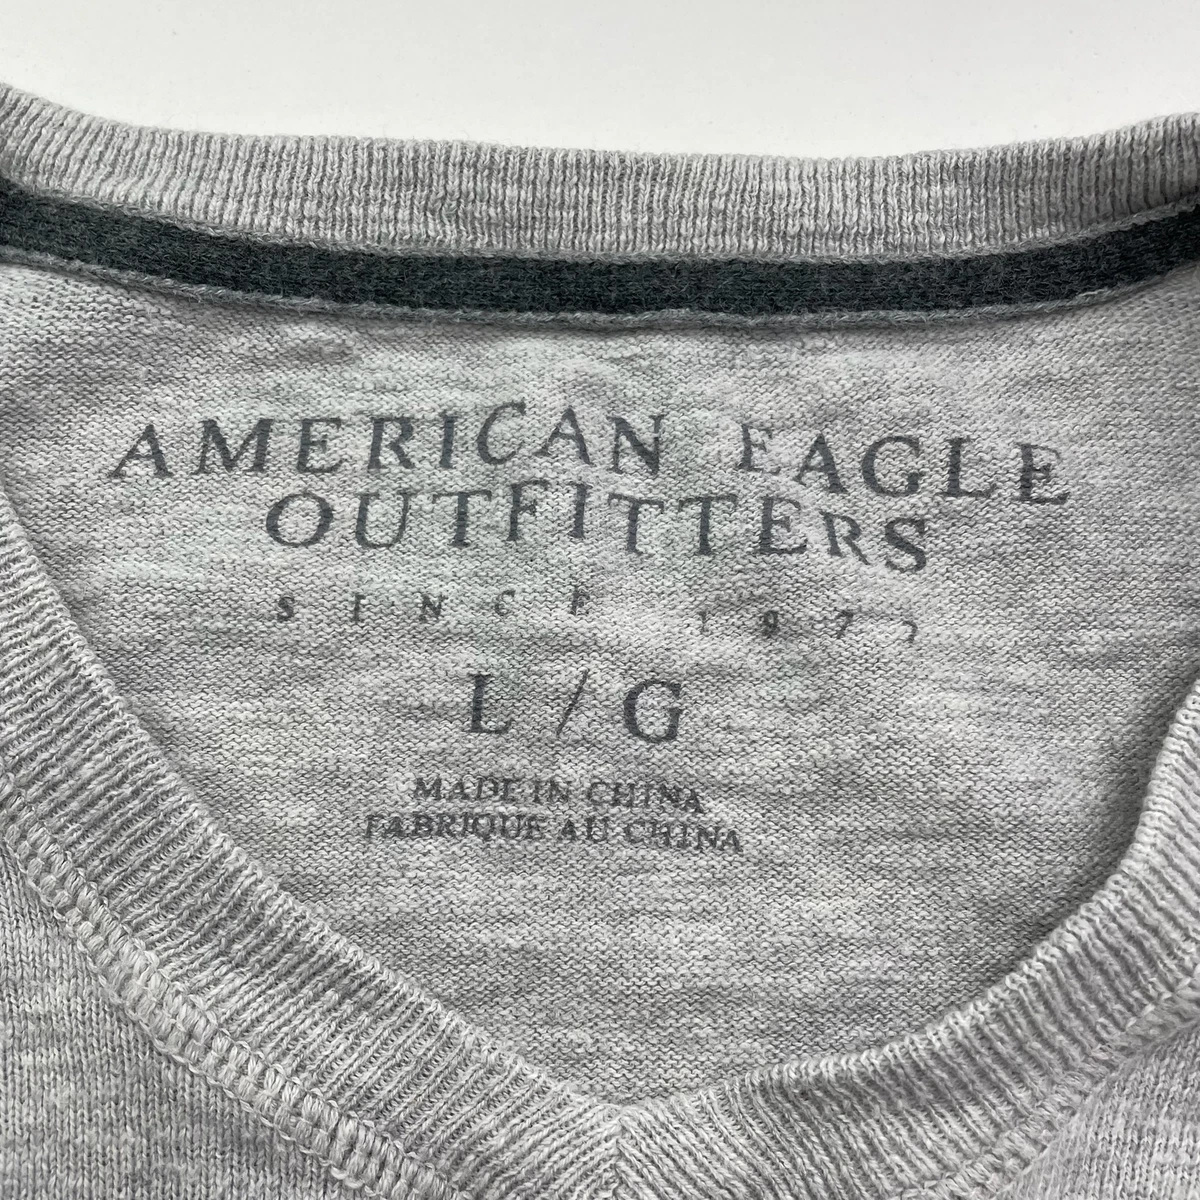 AMERICAN EAGLE
OUTFITTERS
SINCE 1977
L / G
MADE IN CHINA
FABRIQUE AU CHINA